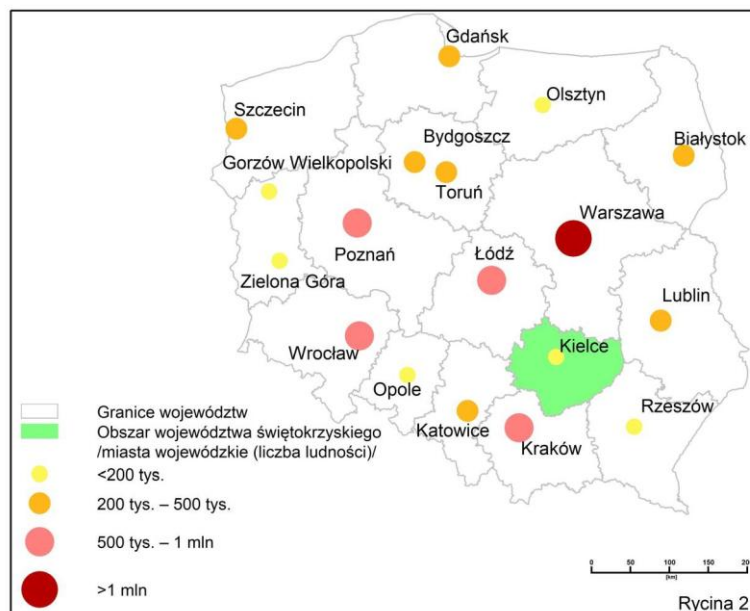 Gdańsk
Olsztyn
Szczecin
Bydgoszcz
Białystok
Gorzów Wielkopolski
Toruń
Warszawa
Poznań
Łódź
Zielona Góra
Lublin
Wrocław
Kielce
Opole
Rzeszów
Katowice
Kraków
Granice wojewódzytw
Obszar województwa świętokrzyskiego
/miasta wojewódzkie (liczba ludności)/
<200 tys.
200 tys. – 500 tys.
500 tys. – 1 mln
>1 mln
0 50 100 150 200
[km]
Rycina 2